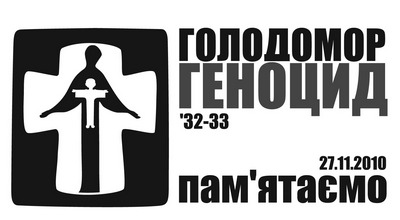 ГОЛОДОМОР
ГЕНОЦИД
'32-33
27.11.2010
пам'ятаємо